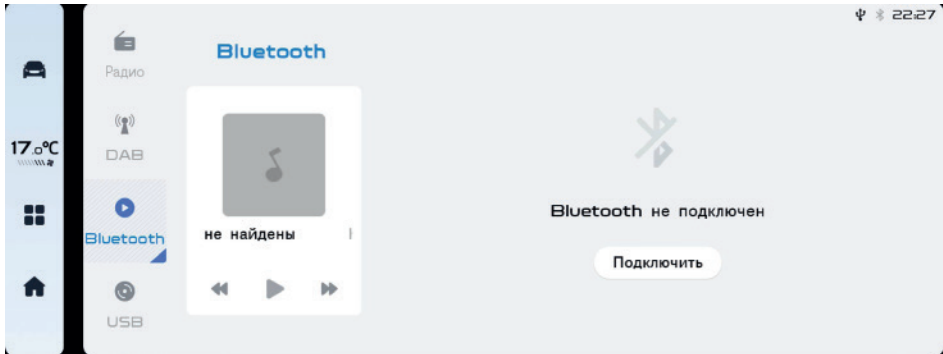 22:27
Радио
Bluetooth
DAB
17.0°C
Bluetooth
не найдены
Bluetooth не подключен
Подключить
USB